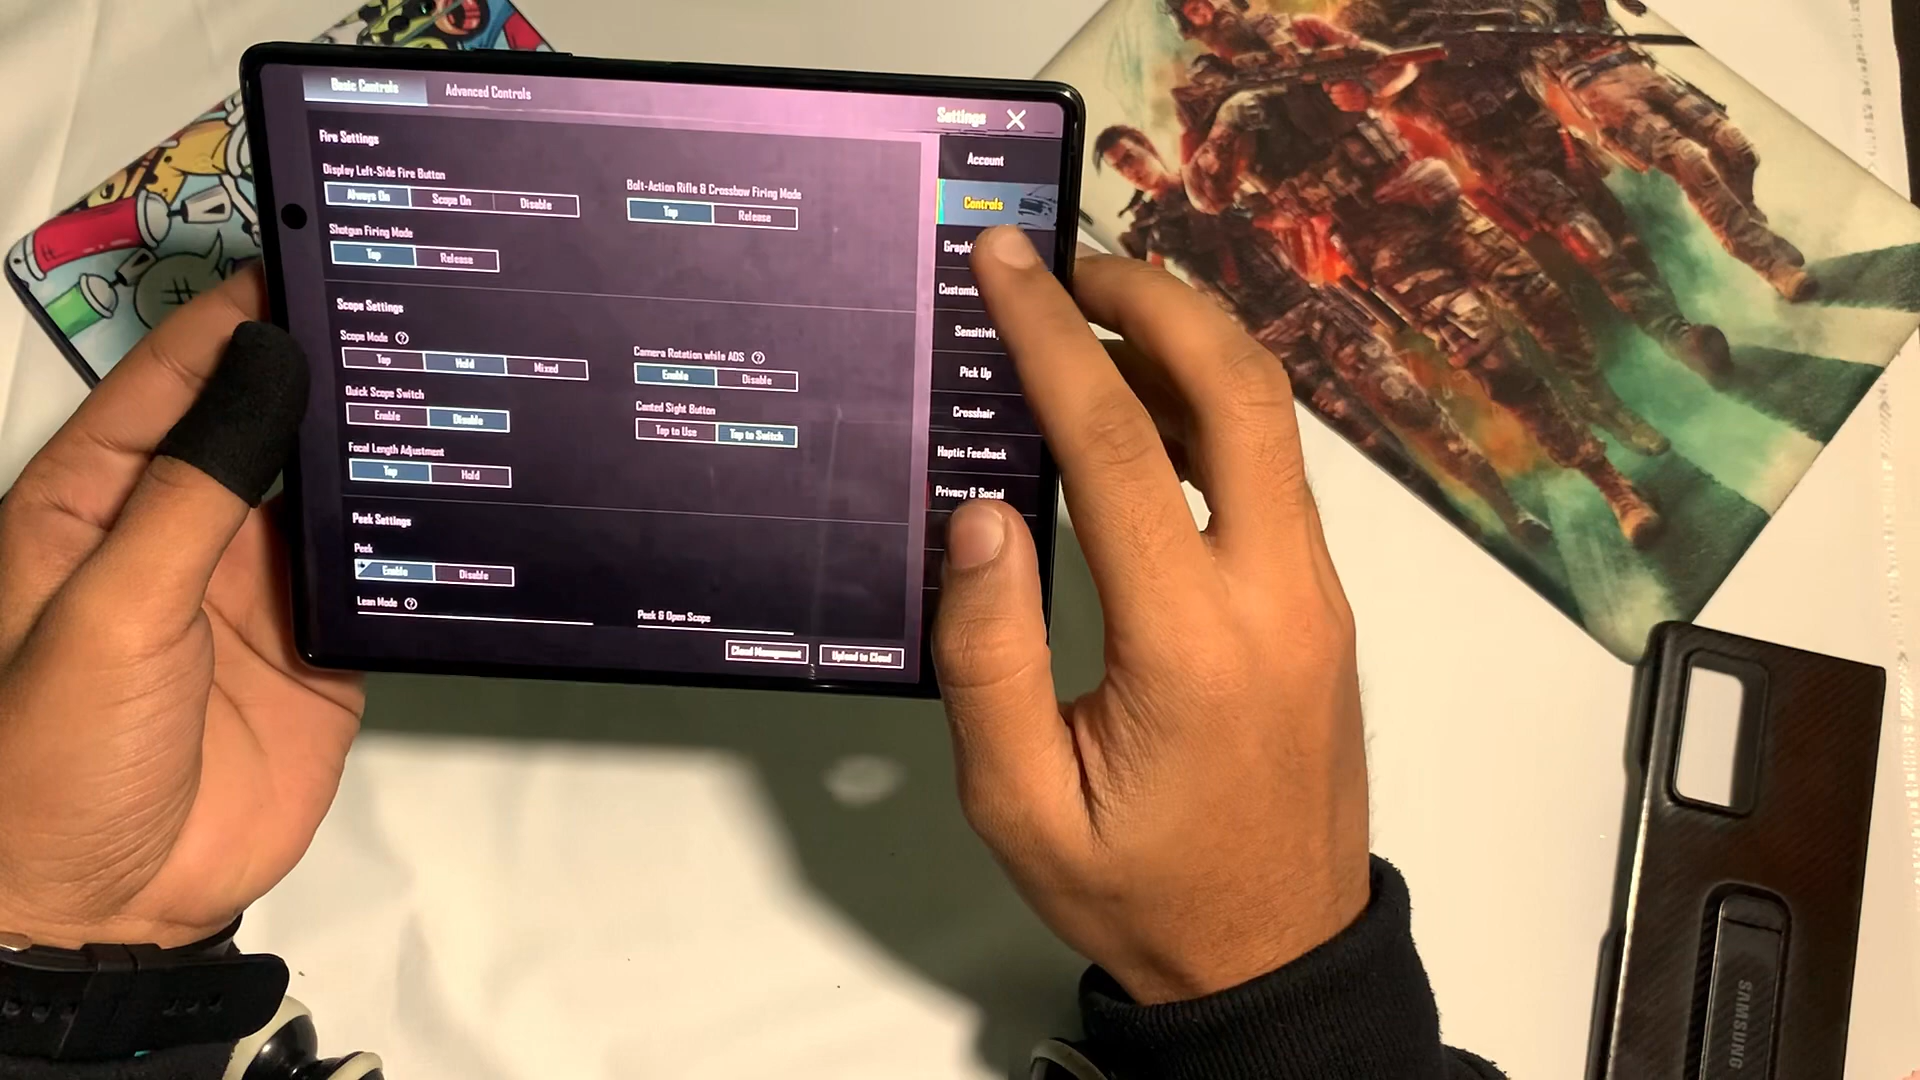 Basic Controls
Advanced Controls
Settings
Fire Settings
Display Left-Side Fire Button
Always On
Scope On
Disable
Bolt-Action Rifle & Crossbow Firing Mode
Tap
Release
Shotgun Firing Mode
Tap
Release
Scope Settings
Scope Mode
Tap
Hold
Mixed
Camera Rotation while ADS
Enable
Disable
Quick Scope Switch
Enable
Disable
Canted Sight Button
Tap to Use
Tap to Switch
Focal Length Adjustment
Tap
Hold
Peek Settings
Peek
Enable
Disable
Lean Mode
Peek & Open Scope
Cloud Management
Upload to Cloud
Account
Controls
Graphi
Customi
Sensitivit
Pick Up
Crosshair
Haptic Feedback
Privacy & Social
SAMSUNG